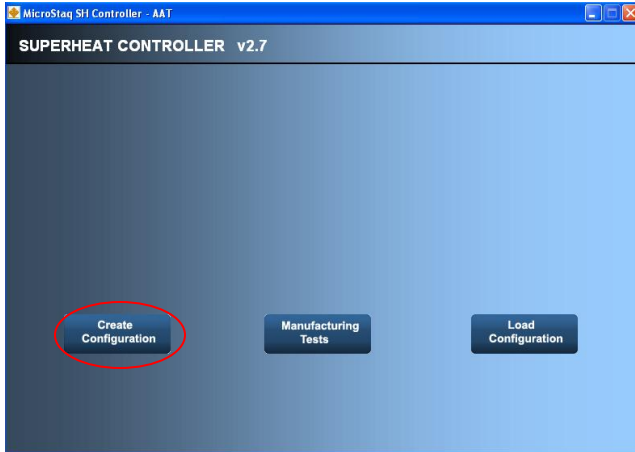 MicroStaq SH Controller - AAT
SUPERHEAT CONTROLLER v2.7
Create
Configuration
Manufacturing
Tests
Load
Configuration